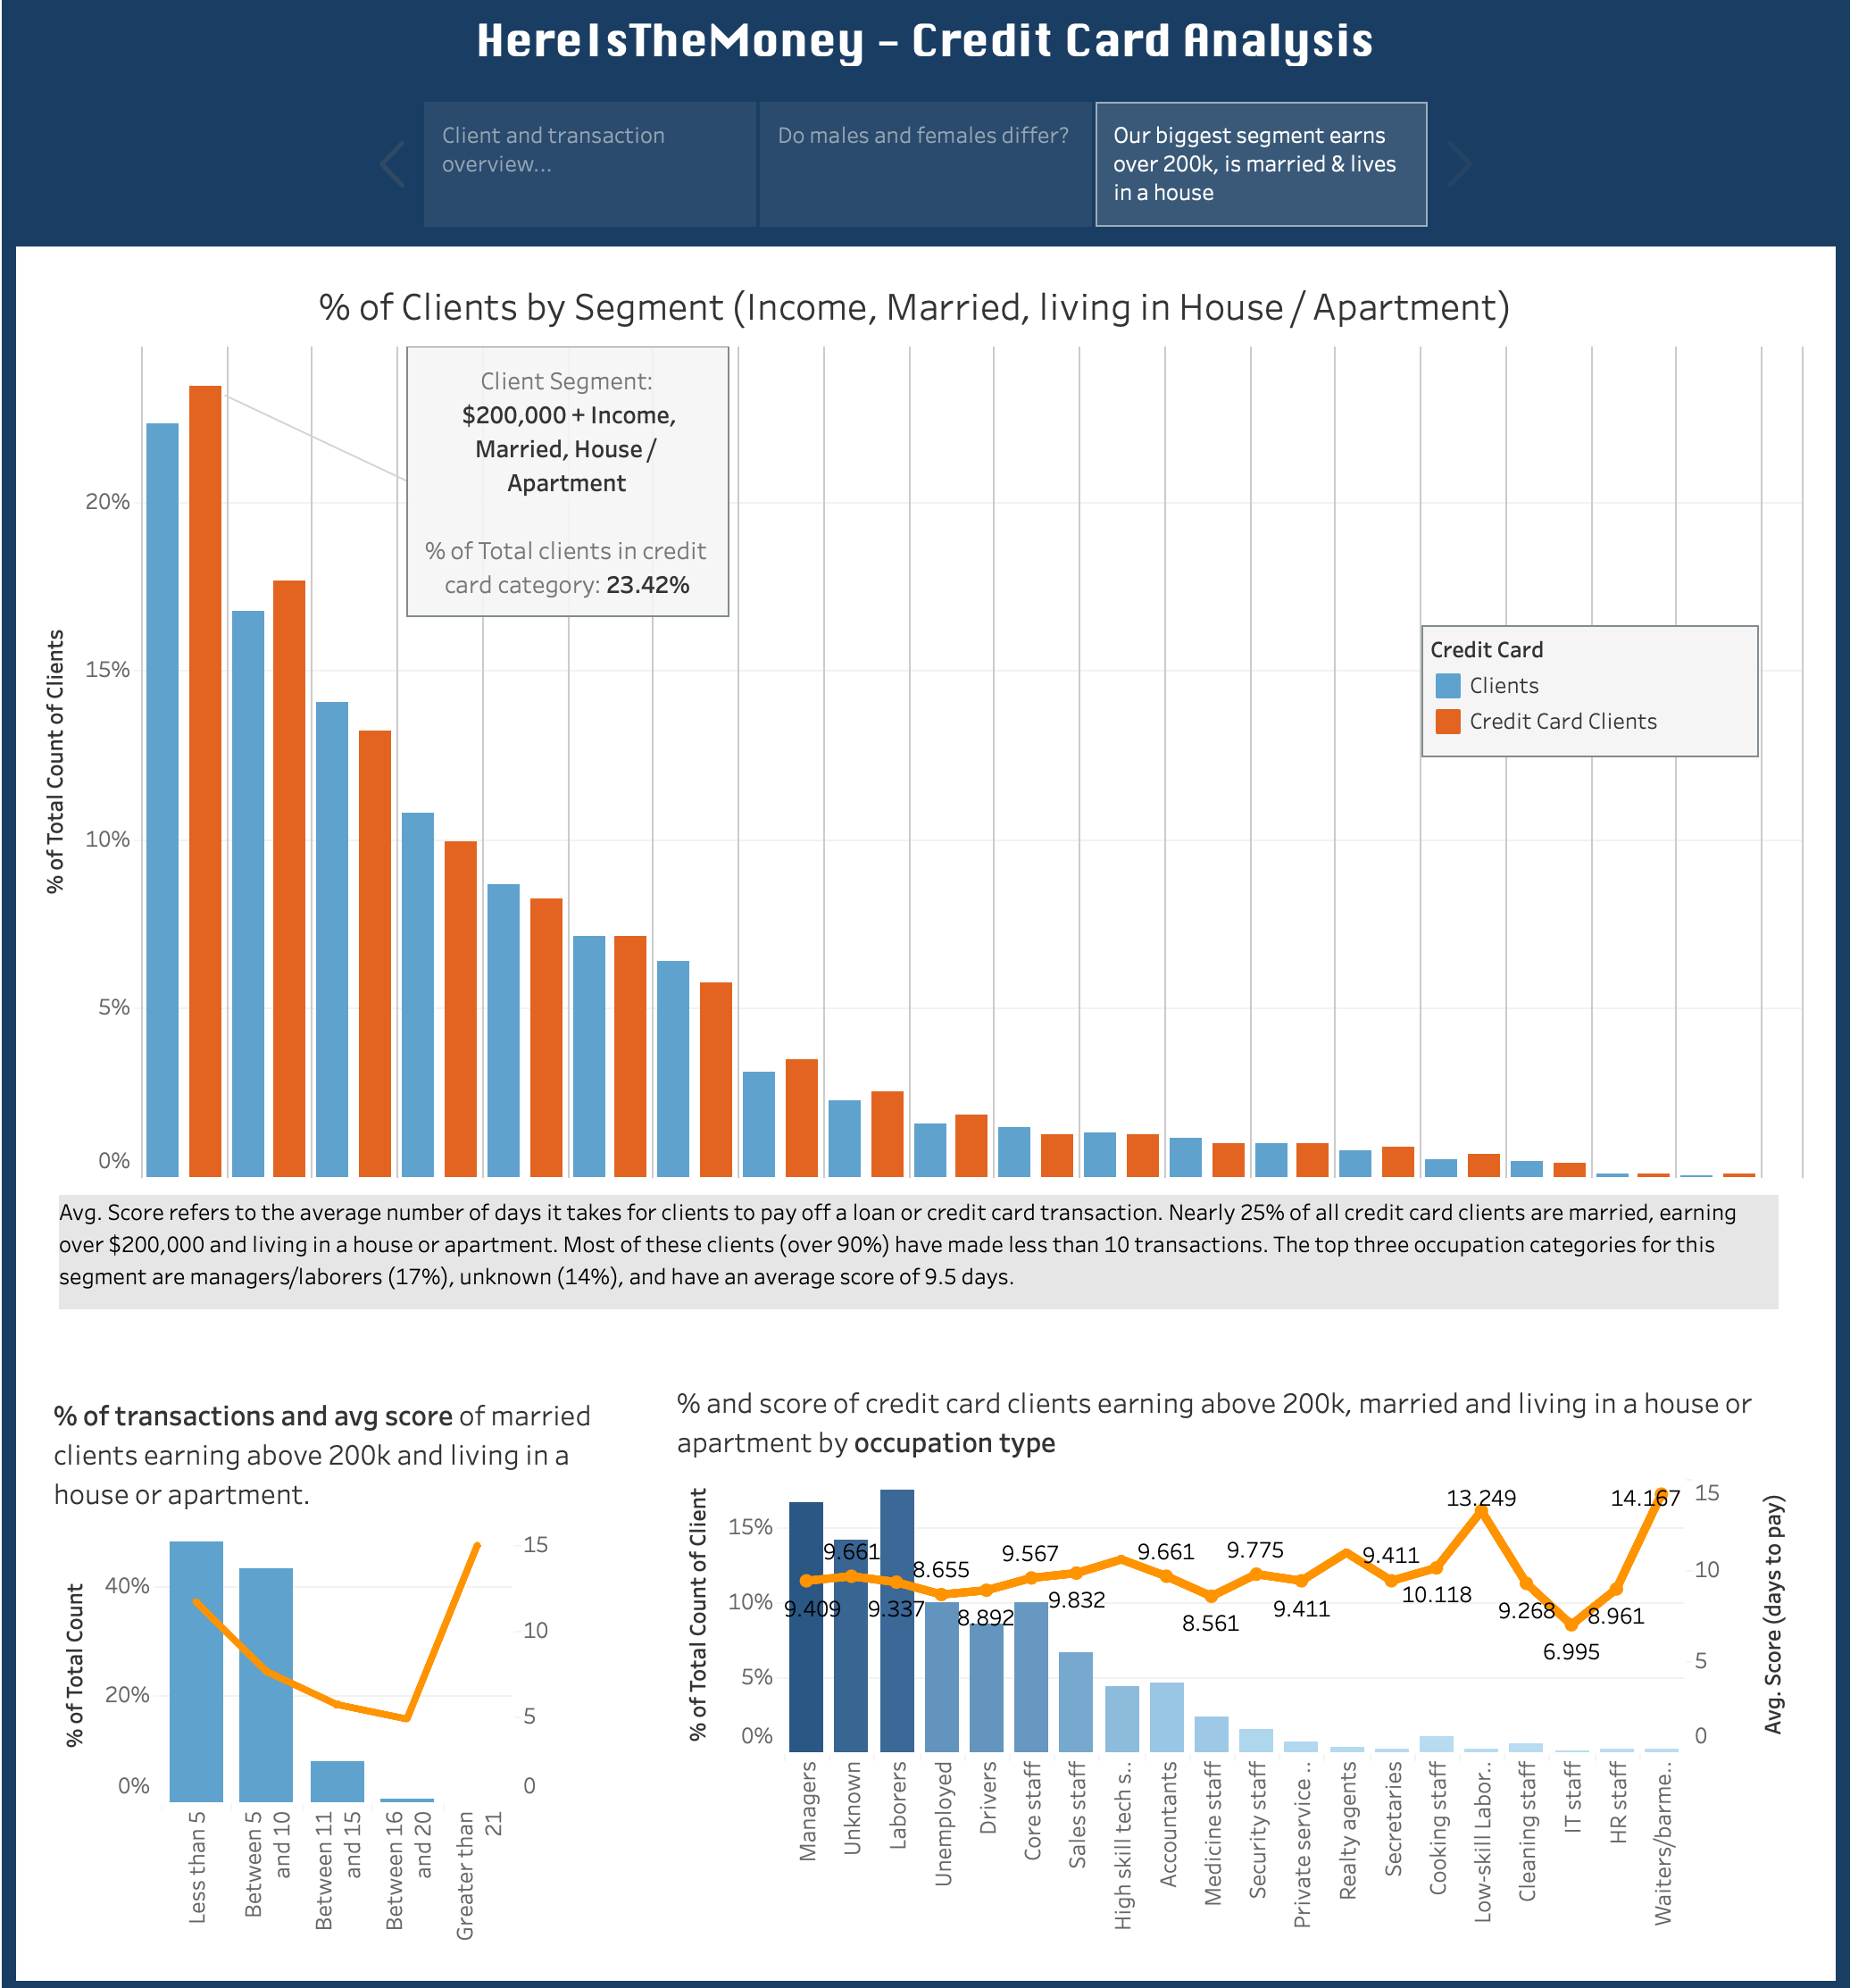 HereIsTheMoney - Credit Card Analysis
Client and transaction
overview...
Do males and females differ?
Our biggest segment earns
over 200k, is married & lives
in a house
% of Clients by Segment (Income, Married, living in House / Apartment)
Client Segment:
$200,000 + Income,
Married, House /
Apartment
% of Total clients in credit
card category: 23.42%
% of Total Count of Clients
20%
15%
10%
5%
0%
Credit Card
Clients
Credit Card Clients
Avg. Score refers to the average number of days it takes for clients to pay off a loan or credit card transaction. Nearly 25% of all credit card clients are married, earning
over $200,000 and living in a house or apartment. Most of these clients (over 90%) have made less than 10 transactions. The top three occupation categories for this
segment are managers/laborers (17%), unknown (14%), and have an average score of 9.5 days.
% of transactions and avg score of married
clients earning above 200k and living in a
house or apartment.
% of Total Count
40%
20%
0%
15
10
5
0
Less than 5
Between 5
and 10
Between 11
and 15
Between 16
and 20
Greater than
21
% and score of credit card clients earning above 200k, married and living in a house or
apartment by occupation type
% of Total Count of Client
15%
10%
5%
0%
9.409
9.661
9.337
8.655
8.892
9.567
9.832
9.661
8.561
9.775
9.411
9.411
10.118
13.249
9.268
6.995
8.961
14.167
15
10
5
0
Avg. Score (days to pay)
Managers
Unknown
Laborers
Unemployed
Drivers
Core staff
Sales staff
High skill tech s..
Accountants
Medicine staff
Security staff
Private service ..
Realty agents
Secretaries
Cooking staff
Low-skill Labor..
Cleaning staff
IT staff
HR staff
Waiters/barme..